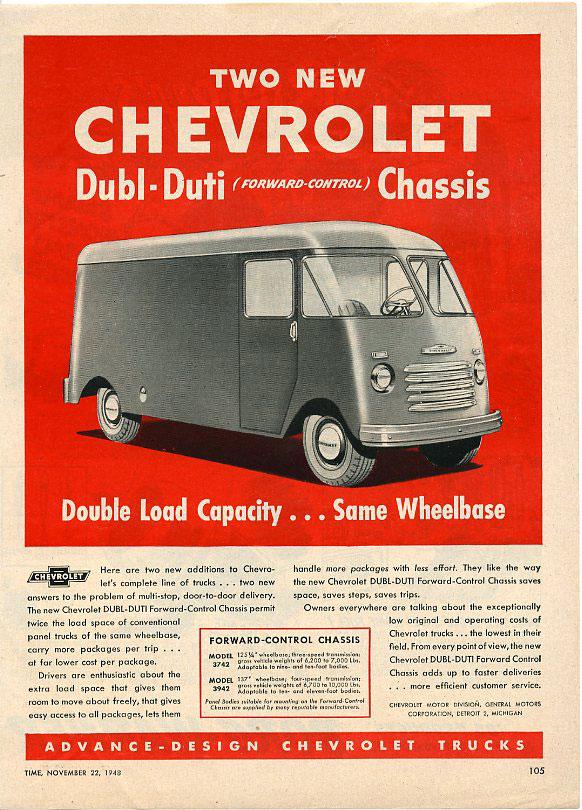 TWO NEW
CHEVROLET
Dubl-Duti (FORWARD-CONTROL) Chassis
CHEVROLET
Double Load Capacity . . . Same Wheelbase
CHEVROLET
Here are two new additions to Chevro-
let's complete line of trucks . . . two new
answers to the problem of multi-stop, door-to-door delivery.
The new Chevrolet DUBL-DUTI Forward-Control Chassis permit
twice the load space of conventional
panel trucks of the same wheelbase,
carry more packages per trip . . .
at far lower cost per package.
Drivers are enthusiastic about the
extra load space that gives them
room to move about freely, that gives
easy access to all packages, lets them
FORWARD-CONTROL CHASSIS
MODEL 3742 125¼" wheelbase; three-speed transmission;
gross vehicle weights of 6,200 to 7,000 Lbs.
Adaptable to nine- and ten-foot bodies.
MODEL 3942 137" wheelbase; four-speed transmission;
gross vehicle weights of 6,700 to 10,000 Lbs.
Adaptable to ten- and eleven-foot bodies.
Panel Bodies suitable for mounting on the Forward-Control
Chassis are supplied by many reputable manufacturers.
handle more packages with less effort. They like the way
the new Chevrolet DUBL-DUTI Forward-Control Chassis saves
space, saves steps, saves trips.
Owners everywhere are talking about the exceptionally
low original and operating costs of
Chevrolet trucks . . . the lowest in their
field. From every point of view, the new
Chevrolet DUBL-DUTI Forward Control
Chassis adds up to faster deliveries
. . . more efficient customer service.
CHEVROLET MOTOR DIVISION, GENERAL MOTORS
CORPORATION, DETROIT 2, MICHIGAN
ADVANCE-DESIGN CHEVROLET TRUCKS
TIME, NOVEMBER 22, 1948
105